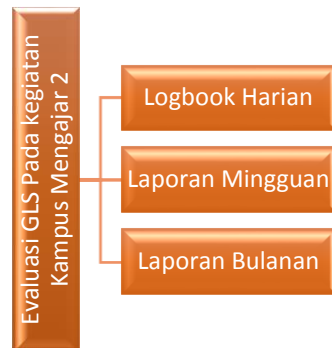 Evaluasi GLS Pada kegiatan
Kampus Mengajar 2
Logbook Harian
Laporan Mingguan
Laporan Bulanan